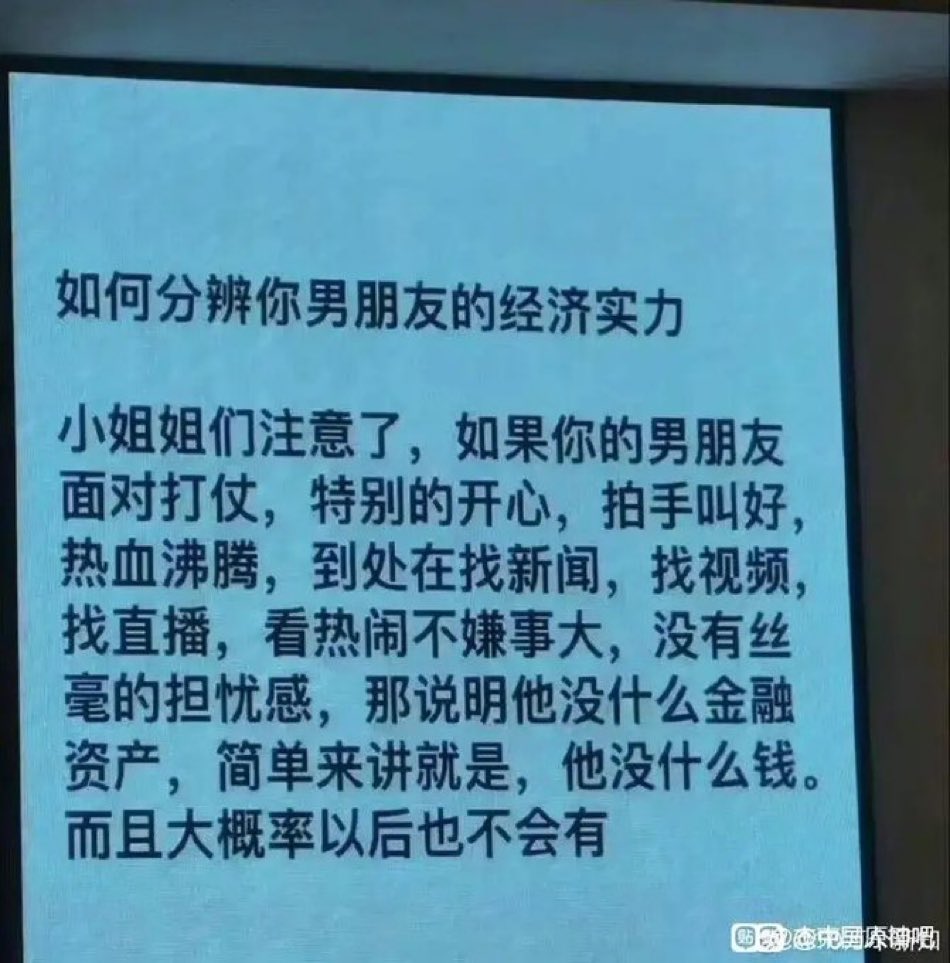 如何分辨你男朋友的经济实力
小姐姐们注意了，如果你的男朋友
面对打仗，特别的开心，拍手叫好，
热血沸腾，到处在找新闻，找视频，
找直播，看热闹不嫌事大，没有丝
毫的担忧感，那说明他没什么金融
资产，简单来讲就是，他没什么钱。
而且大概率以后也不会有